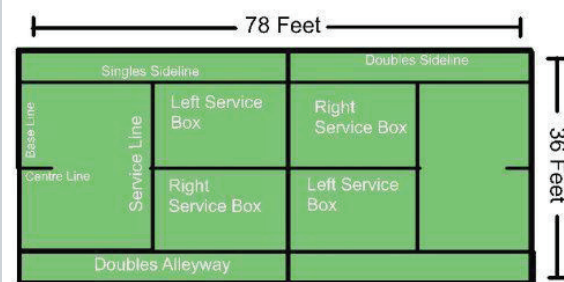 78 Feet
Doubles Sideline
Singles Sideline
Left Service
Box
Right
Service Box
Base Line
Service Line
Centre Line
Right
Service Box
Left Service
Box
36 Feet
Doubles Alleyway